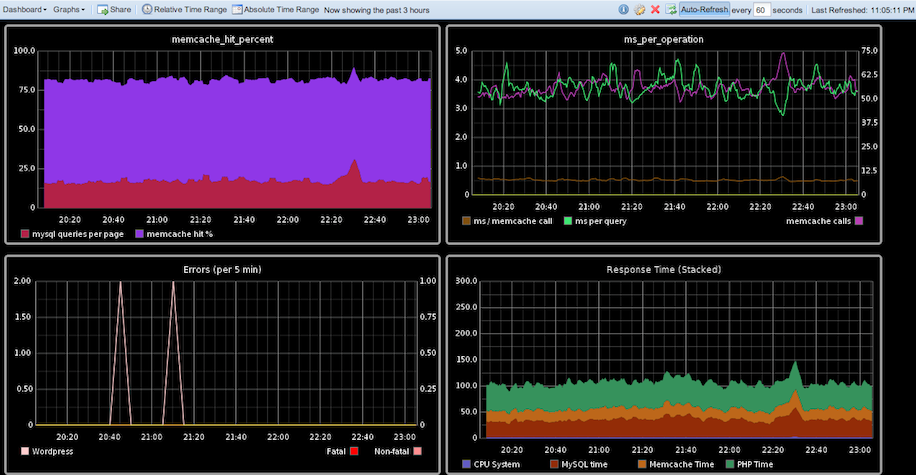 Dashboard Graphs Share Relative Time Range Absolute Time Range Now showing the past 3 hours Auto-Refresh every 60 seconds Last Refreshed: 11:05:11 PM
memcache_hit_percent
100.0
75.0
50.0
25.0
0
20:20 20:40 21:00 21:20 21:40 22:00 22:20 22:40 23:00
mysql queries per page memcache hit %
ms_per_operation
5.0 75.0
4.0 62.5
3.0 50.0
37.5
2.0 25.0
1.0 12.5
0 0
20:20 20:40 21:00 21:20 21:40 22:00 22:20 22:40 23:00
ms / memcache call ms per query memcache calls
Errors (per 5 min)
2.00 1.00
1.50 0.75
1.00 0.50
0.50 0.25
0 0
20:20 20:40 21:00 21:20 21:40 22:00 22:20 22:40 23:00
Wordpress Fatal Non-fatal
Response Time (Stacked)
300.0
250.0
200.0
150.0
100.0
50.0
0
20:20 20:40 21:00 21:20 21:40 22:00 22:20 22:40 23:00
CPU System MySQL time Memcache Time PHP Time